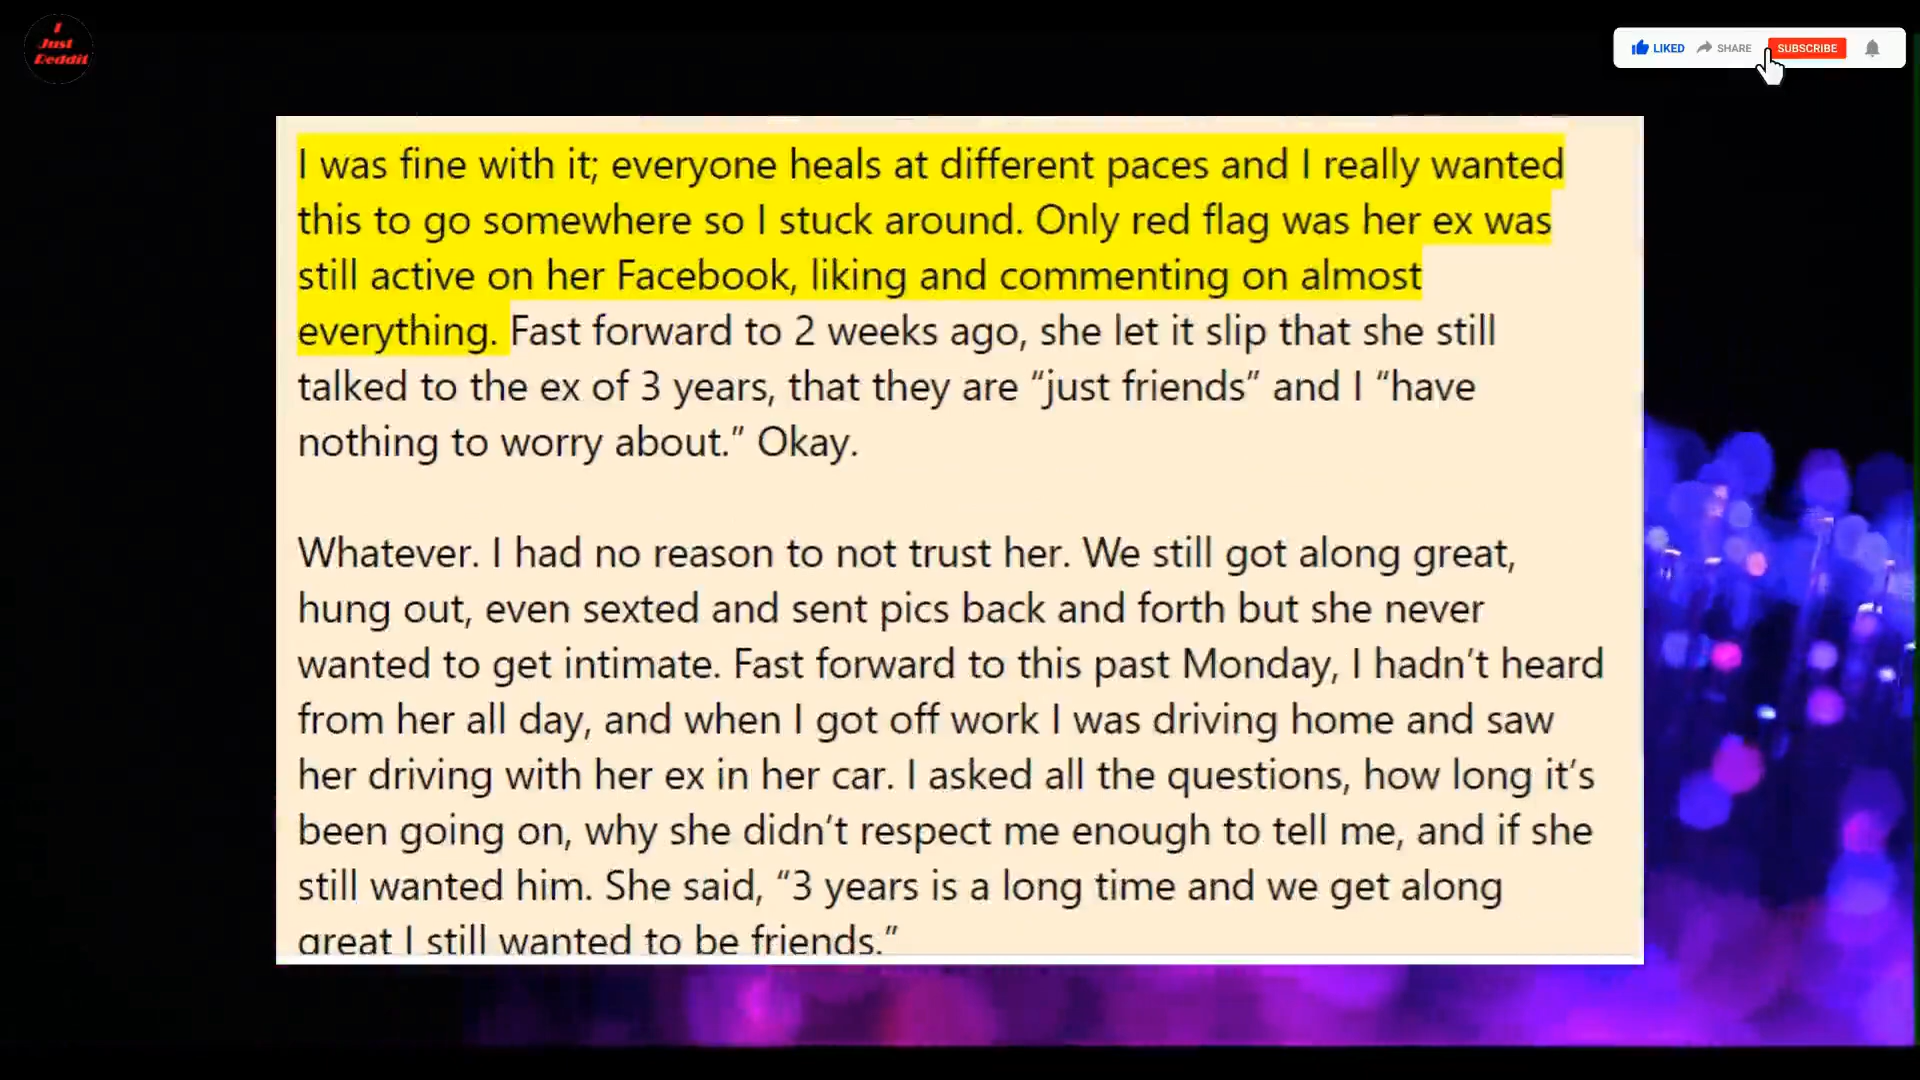 I
Just
Reddit
LIKED SHARE SUBSCRIBE
I was fine with it; everyone heals at different paces and I really wanted
this to go somewhere so I stuck around. Only red flag was her ex was
still active on her Facebook, liking and commenting on almost
everything. Fast forward to 2 weeks ago, she let it slip that she still
talked to the ex of 3 years, that they are “just friends” and I “have
nothing to worry about.” Okay.
Whatever. I had no reason to not trust her. We still got along great,
hung out, even sexted and sent pics back and forth but she never
wanted to get intimate. Fast forward to this past Monday, I hadn’t heard
from her all day, and when I got off work I was driving home and saw
her driving with her ex in her car. I asked all the questions, how long it’s
been going on, why she didn’t respect me enough to tell me, and if she
still wanted him. She said, “3 years is a long time and we get along
great I still wanted to be friends.”